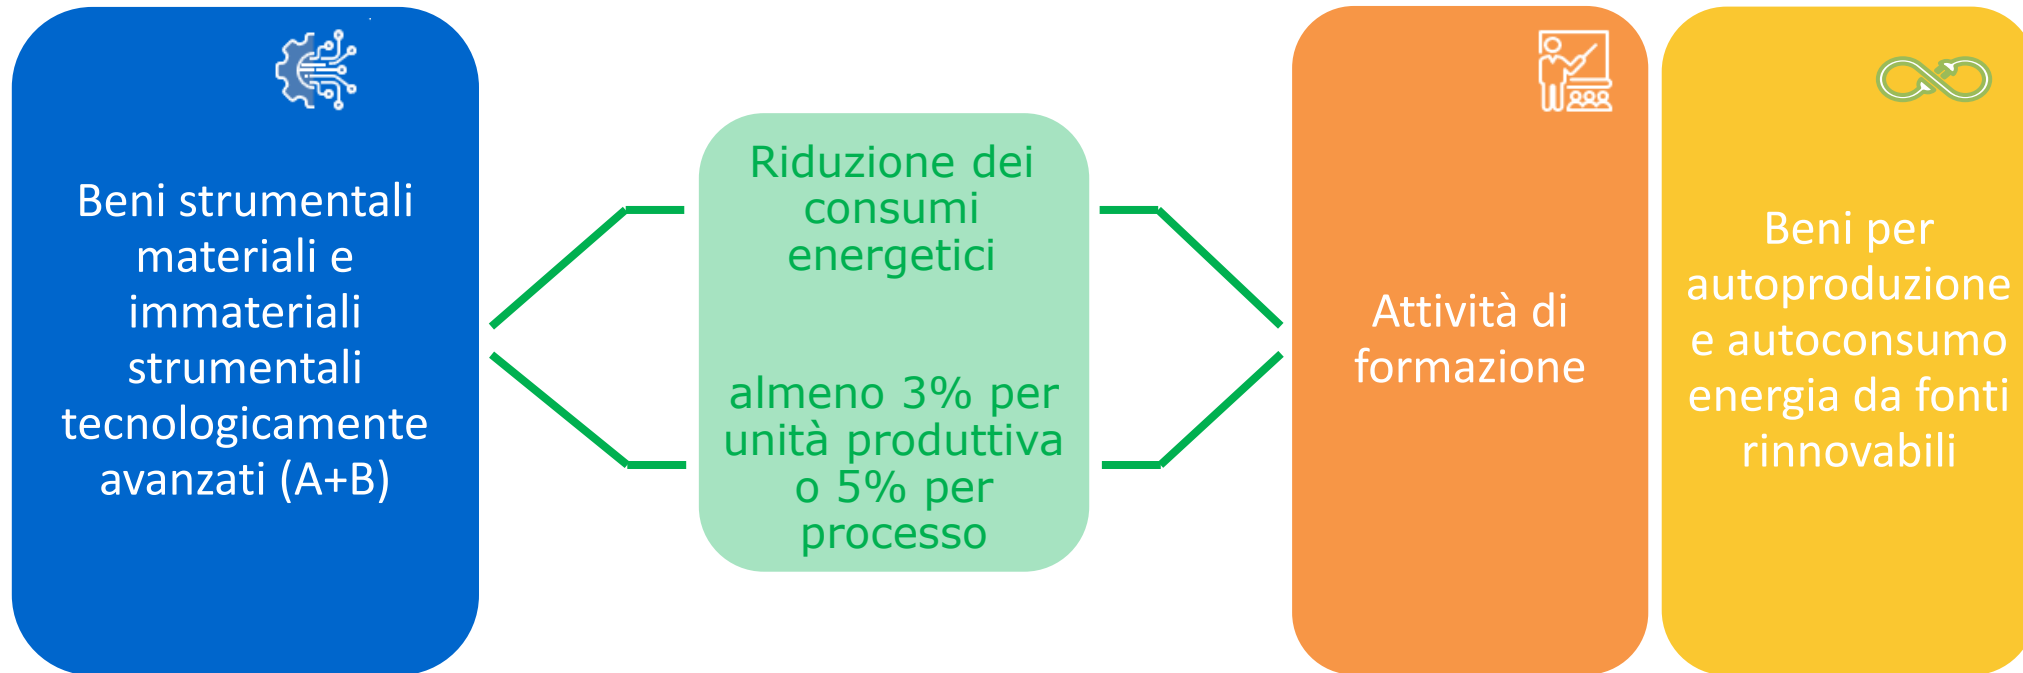 Beni strumentali
materiali e
immateriali
strumentali
tecnologicamente
avanzati (A+B)
Riduzione dei
consumi
energetici
almeno 3% per
unità produttiva
o 5% per
processo
Attività di
formazione
Beni per
autoproduzione
e autoconsumo
energia da fonti
rinnovabili